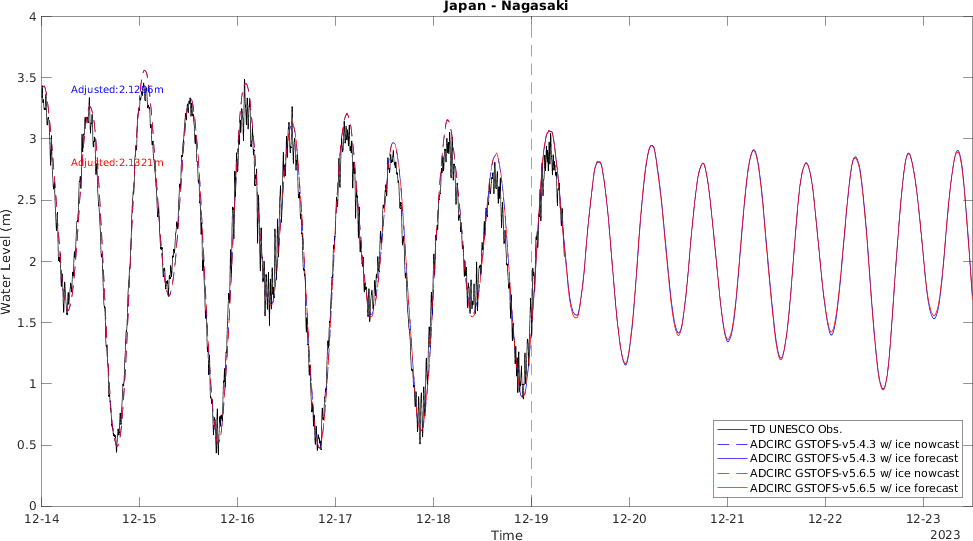 Japan - Nagasaki
4
3.5
3
2.5
2
1.5
1
0.5
0
Water Level (m)
Adjusted:2.1296m
Adjusted:2.1321m
TD UNESCO Obs.
ADCIRC GSTOFS-v5.4.3 w/ ice nowcast
ADCIRC GSTOFS-v5.4.3 w/ ice forecast
ADCIRC GSTOFS-v5.6.5 w/ ice nowcast
ADCIRC GSTOFS-v5.6.5 w/ ice forecast
12-14 12-15 12-16 12-17 12-18 12-19 12-20 12-21 12-22 12-23
Time
2023